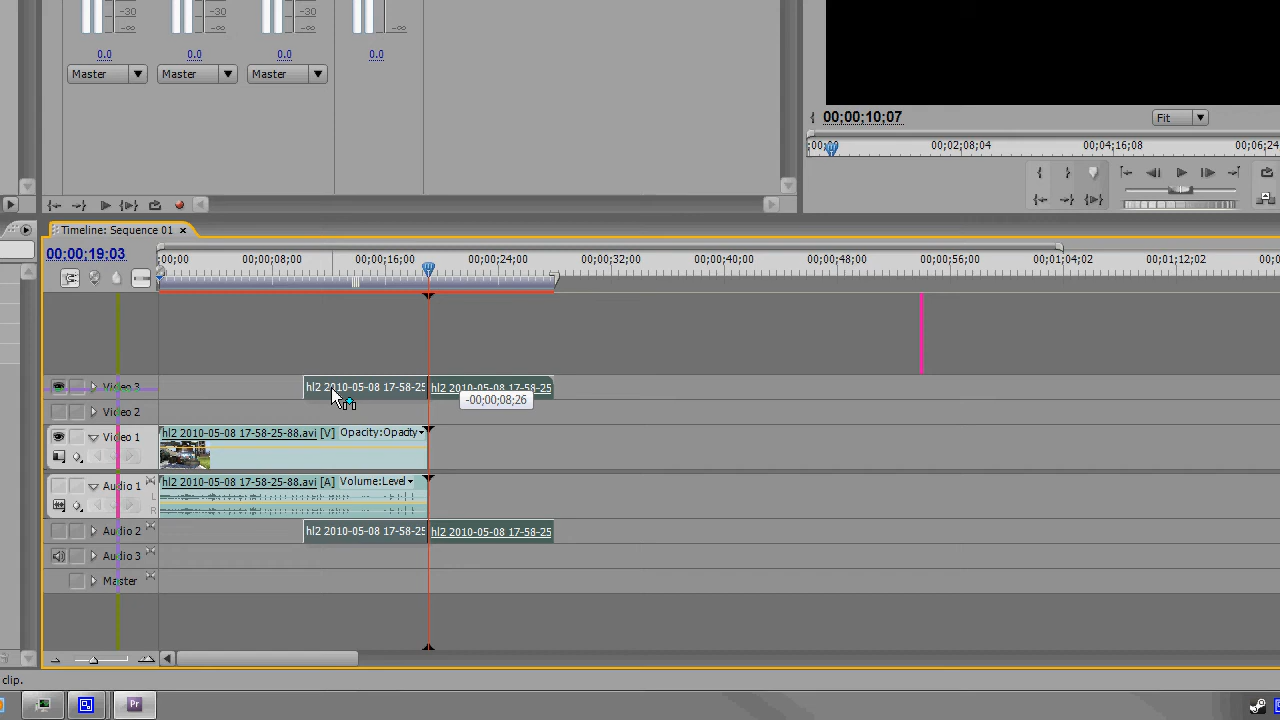 -30 -30 -30
-∞ -∞ -∞ -∞
0.0 0.0 0.0 0.0
Master Master Master
00;00;10;07 Fit
00;02;08;04 00;04;16;08 00;06;24
Timeline: Sequence 01
00;00;19;03
;00;00 00;00;08;00 00;00;16;00 00;00;24;00 00;00;32;00 00;00;40;00 00;00;48;00 00;00;56;00 00;01;04;02 00;01;12;02 00;0
Video 3 hl2 2010-05-08 17-58-25 hl2 2010-05-08 17-58-25
-00;00;08;26
Video 2
Video 1 hl2 2010-05-08 17-58-25-88.avi [V] Opacity:Opacity
Audio 1 hl2 2010-05-08 17-58-25-88.avi [A] Volume:Level
L
R
Audio 2 hl2 2010-05-08 17-58-25 hl2 2010-05-08 17-58-25
Audio 3
Master
clip.
Pr